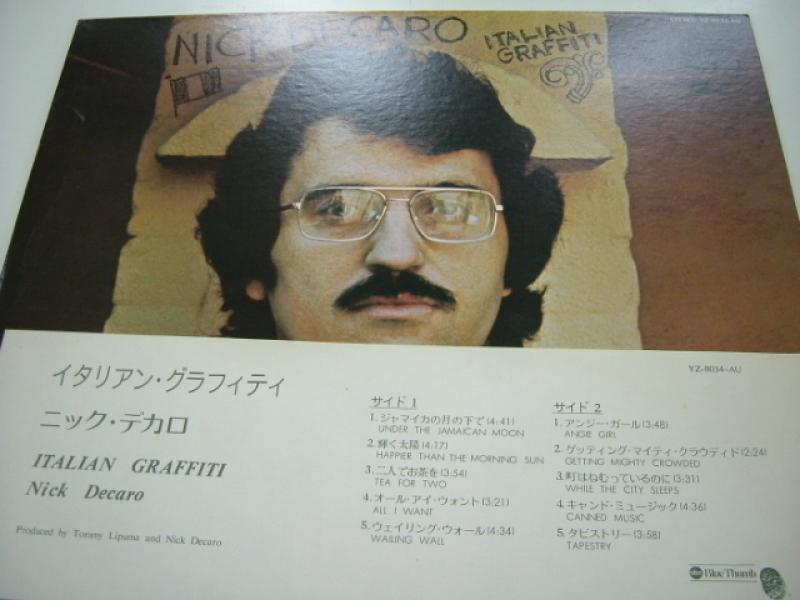 NICK DECARO
ITALIAN
GRAFFITI
YZ-8034-AU
イタリアン・グラフィティ
ニック・デカロ
ITALIAN GRAFFITI
Nick Decaro
Produced by Tommy Lipuma and Nick Decaro
サイド 1
1.ジャマイカの月の下で(4:41)
UNDER THE JAMAICAN MOON
2.輝く太陽(4:17)
HAPPIER THAN THE MORNING SUN
3.二人でお茶を(3:54)
TEA FOR TWO
4.オール・アイ・ウォント(3:21)
ALL I WANT
5.ウェイリング・ウォール(4:34)
WAILING WALL
サイド 2
1.アンジー・ガール(3:48)
ANGIE GIRL
2.ゲッティング・マイティ・クラウディド(2:24)
GETTING MIGHTY CROWDED
3.町はねむっているのに(3:31)
WHILE THE CITY SLEEPS
4.キャンド・ミュージック(4:36)
CANNED MUSIC
5.タピストリー(3:58)
TAPESTRY
abc Blue Thumb